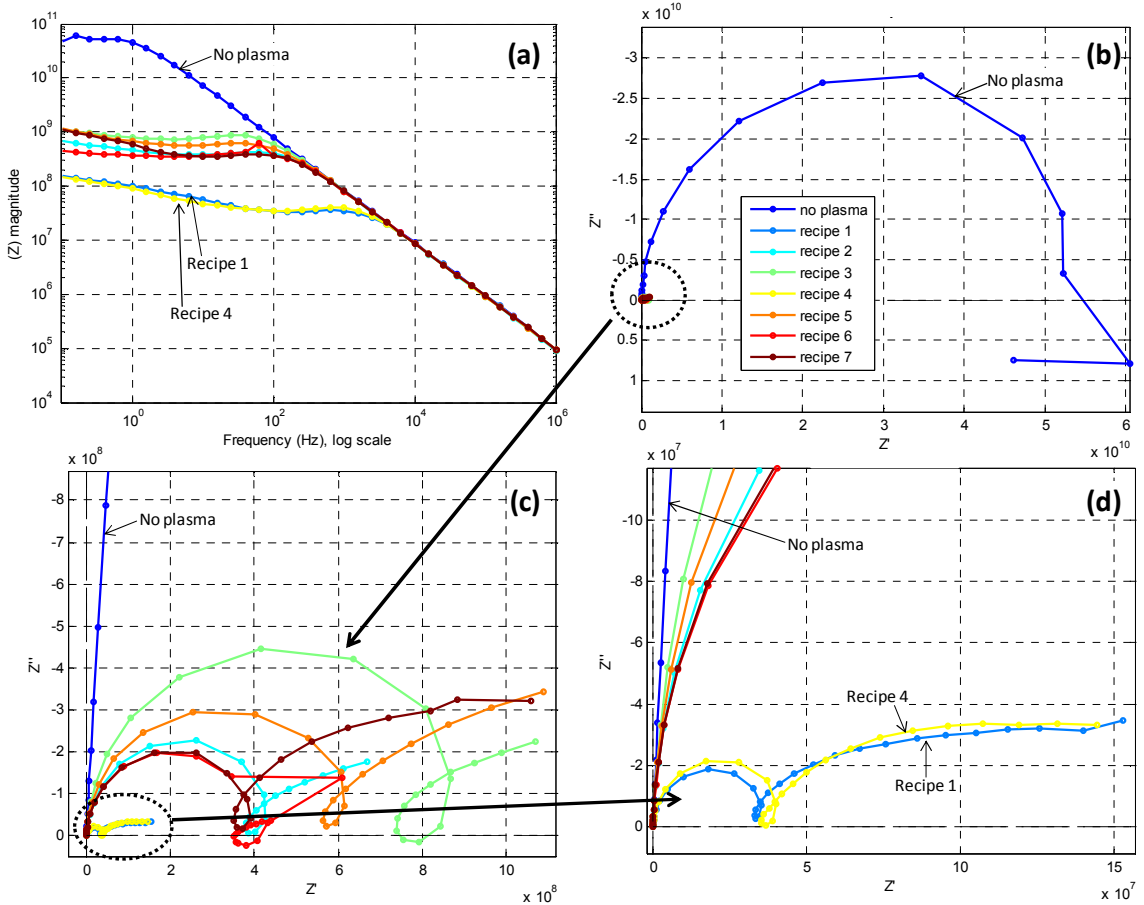 (a)
No plasma
Recipe 1
Recipe 4
(Z) magnitude
10^11
10^10
10^9
10^8
10^7
10^6
10^5
10^4
10^0
10^2
10^4
10^6
Frequency (Hz), log scale
x 10^10
(b)
No plasma
Z''
-3
-2.5
-2
-1.5
-1
-0.5
0
0.5
1
no plasma
recipe 1
recipe 2
recipe 3
recipe 4
recipe 5
recipe 6
recipe 7
0 1 2 3 4 5 6
Z'
x 10^10
x 10^8
(c)
No plasma
Z''
-8
-7
-6
-5
-4
-3
-2
-1
0
0 2 4 6 8 10
Z'
x 10^8
x 10^7
(d)
No plasma
Recipe 4
Recipe 1
Z''
-10
-8
-6
-4
-2
0
0 5 10 15
Z'
x 10^7